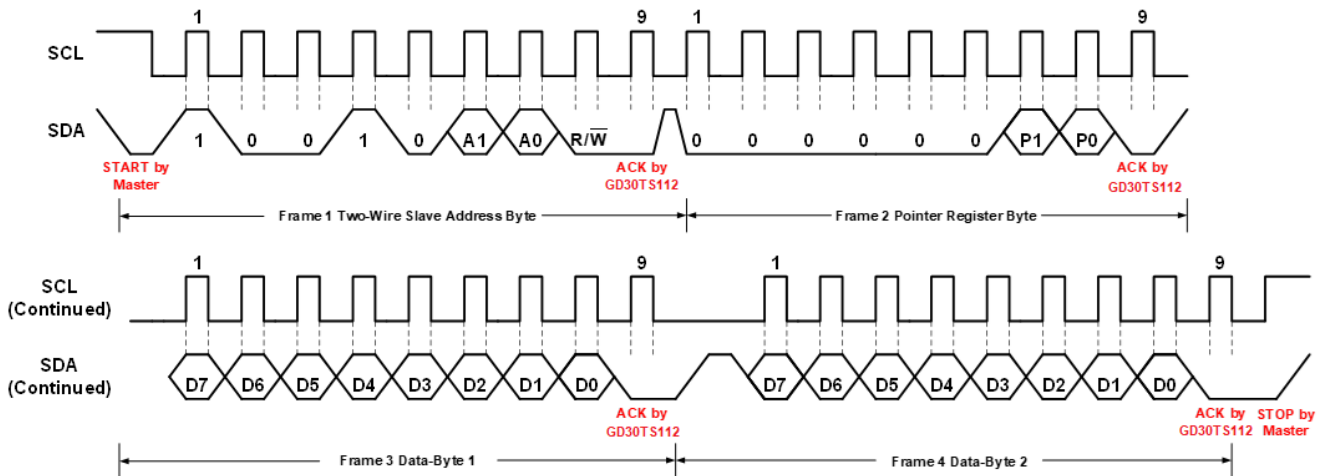 1 9 1 9
SCL
SDA
1 0 0 1 0 A1 A0 R/W̅ 0 0 0 0 0 0 P1 P0
START by
Master
ACK by
GD30TS112
ACK by
GD30TS112
Frame 1 Two-Wire Slave Address Byte
Frame 2 Pointer Register Byte
1 9 1 9
SCL
(Continued)
SDA
(Continued)
D7 D6 D5 D4 D3 D2 D1 D0 D7 D6 D5 D4 D3 D2 D1 D0
ACK by
GD30TS112
ACK by
GD30TS112
STOP by
Master
Frame 3 Data-Byte 1
Frame 4 Data-Byte 2